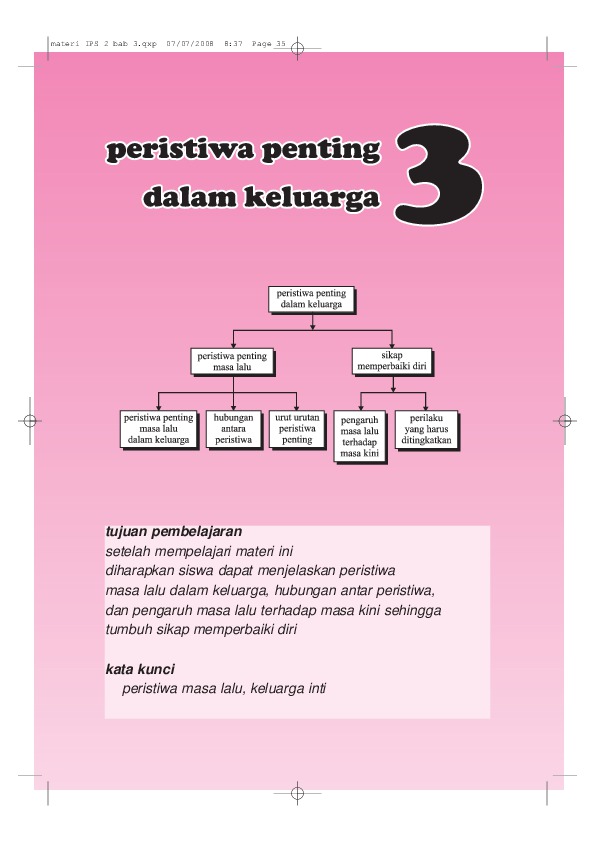 materi IPS 2 bab 3.qxp 07/07/2008 8:37 Page 35
peristiwa penting
dalam keluarga
3
peristiwa penting
dalam keluarga
peristiwa penting
masa lalu
sikap
memperbaiki diri
peristiwa penting
masa lalu
dalam keluarga
hubungan
antara
peristiwa
urut urutan
peristiwa
penting
pengaruh
masa lalu
terhadap
masa kini
perilaku
yang harus
ditingkatkan
tujuan pembelajaran
setelah mempelajari materi ini
diharapkan siswa dapat menjelaskan peristiwa
masa lalu dalam keluarga, hubungan antar peristiwa,
dan pengaruh masa lalu terhadap masa kini sehingga
tumbuh sikap memperbaiki diri
kata kunci
peristiwa masa lalu, keluarga inti